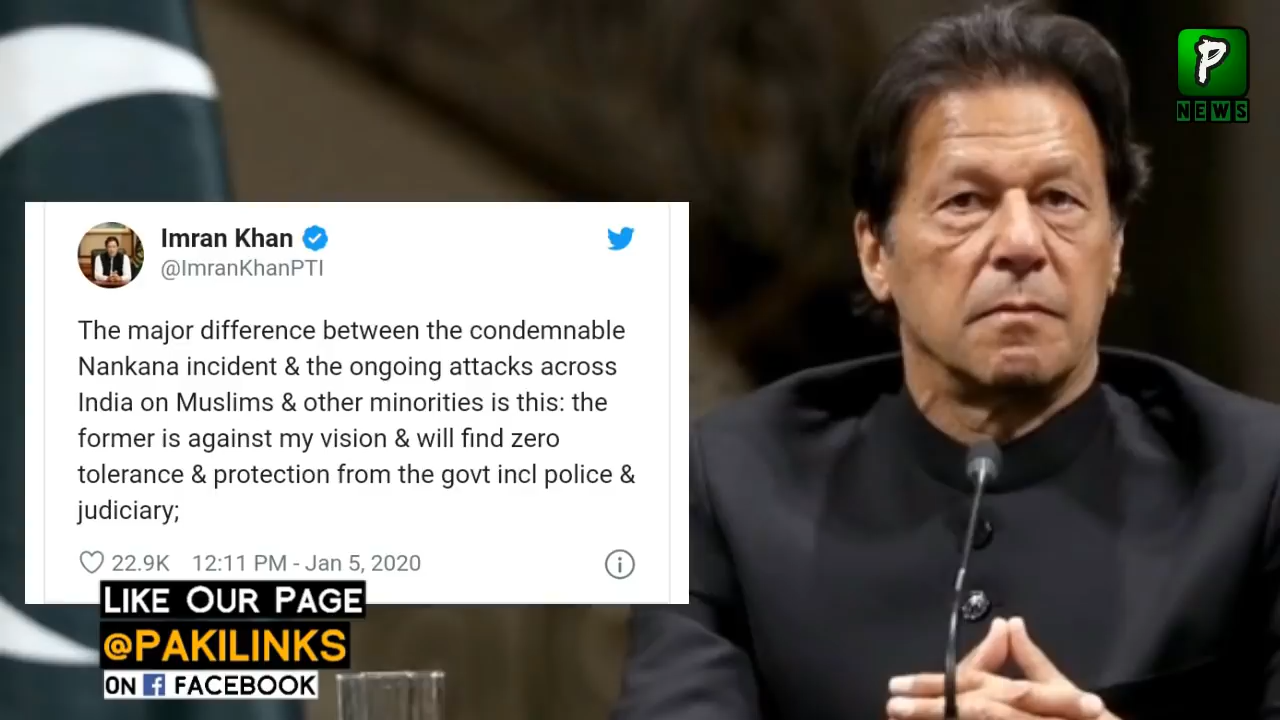 P
NEWS
Imran Khan
@ImranKhanPTI
The major difference between the condemnable
Nankana incident & the ongoing attacks across
India on Muslims & other minorities is this: the
former is against my vision & will find zero
tolerance & protection from the govt incl police &
judiciary;
22.9K 12:11 PM - Jan 5, 2020
LIKE OUR PAGE
@PAKILINKS
ON f FACEBOOK